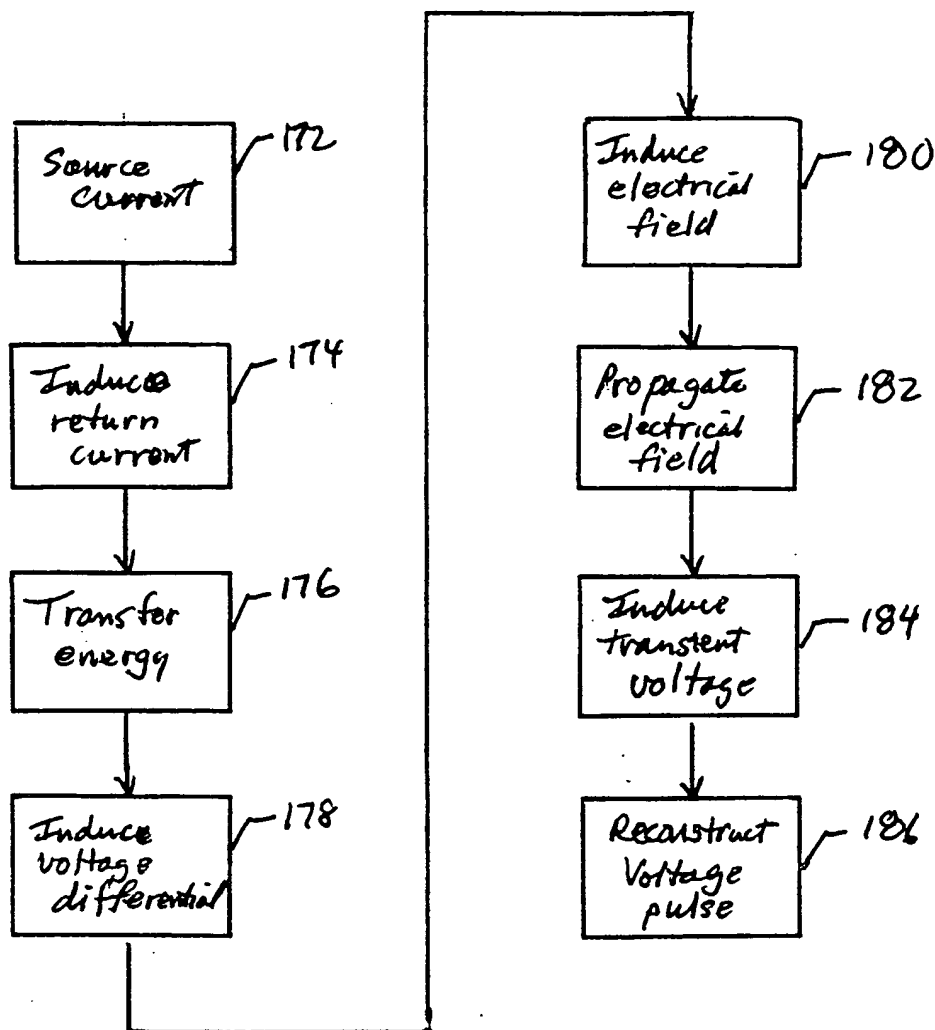 Source
current
172
Induce
return
current
174
Transfer
energy
176
Induce
voltage
differential
178
Induce
electrical
field
180
Propagate
electrical
field
182
Induce
transient
voltage
184
Reconstruct
Voltage
pulse
186